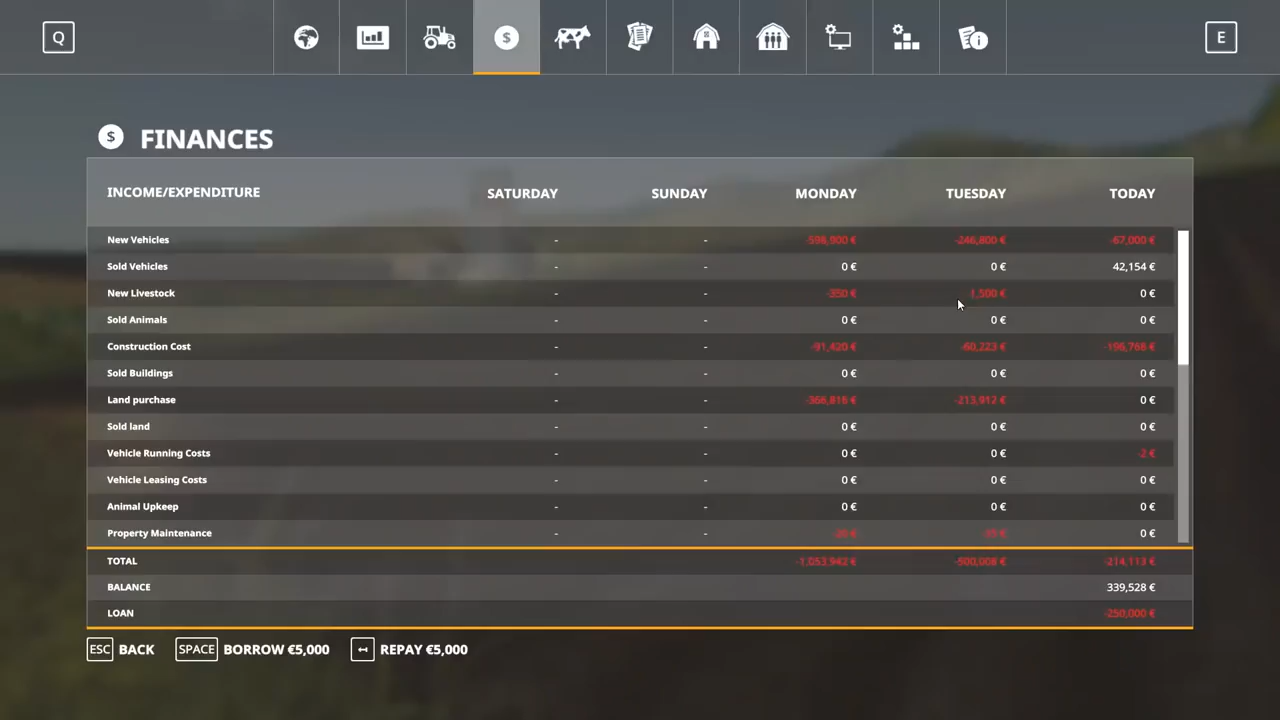 Q E
$ FINANCES
INCOME/EXPENDITURE SATURDAY SUNDAY MONDAY TUESDAY TODAY
New Vehicles - - -598,900 € -246,800 € -67,000 €
Sold Vehicles - - 0 € 0 € 42,154 €
New Livestock - - -350 € 1,500 € 0 €
Sold Animals - - 0 € 0 € 0 €
Construction Cost - - -91,420 € -60,223 € -196,766 €
Sold Buildings - - 0 € 0 € 0 €
Land purchase - - -366,816 € -213,912 € 0 €
Sold land - - 0 € 0 € 0 €
Vehicle Running Costs - - 0 € 0 € -2 €
Vehicle Leasing Costs - - 0 € 0 € 0 €
Animal Upkeep - - 0 € 0 € 0 €
Property Maintenance - - 0 €
TOTAL -1,053,942 € -500,008 € -214,113 €
BALANCE 339,528 €
LOAN -250,000 €
ESC BACK SPACE BORROW €5,000 ↔ REPAY €5,000